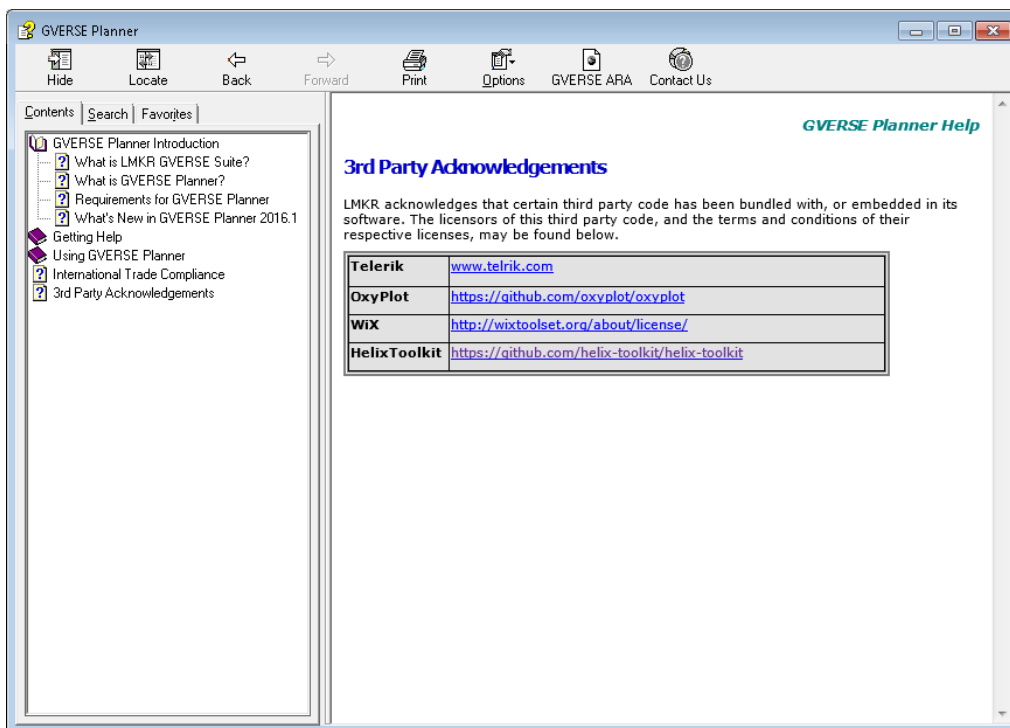 GVERSE Planner
Hide Locate Back Forward Print Options GVERSE ARA Contact Us
Contents Search Favorites
GVERSE Planner Introduction
What is LMKR GVERSE Suite?
What is GVERSE Planner?
Requirements for GVERSE Planner
What's New in GVERSE Planner 2016.1
Getting Help
Using GVERSE Planner
International Trade Compliance
3rd Party Acknowledgements
GVERSE Planner Help
3rd Party Acknowledgements
LMKR acknowledges that certain third party code has been bundled with, or embedded in its
software. The licensors of this third party code, and the terms and conditions of their
respective licenses, may be found below.
Telerik www.telrik.com
OxyPlot https://github.com/oxyplot/oxyplot
WiX http://wixtoolset.org/about/license/
HelixToolkit https://github.com/helix-toolkit/helix-toolkit